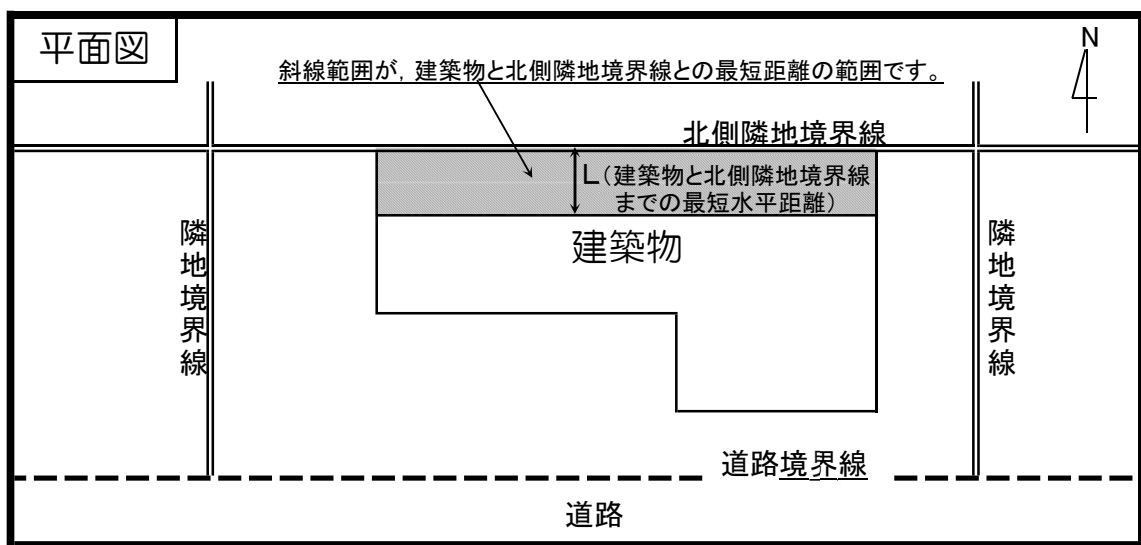 平面図
N
斜線範囲が，建築物と北側隣地境界線との最短距離の範囲です。
北側隣地境界線
L（建築物と北側隣地境界線
までの最短水平距離）
建築物
隣地境界線
隣地境界線
道路境界線
道路